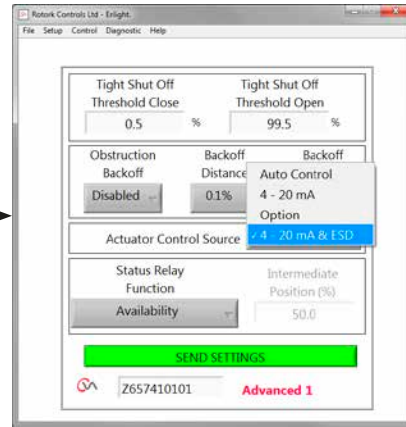 Rotork Controls Ltd - Enlight.
File Setup Control Diagnostic Help
Tight Shut Off Tight Shut Off
Threshold Close Threshold Open
0.5 % 99.5 %
Obstruction Backoff Backoff
Backoff Distance
Disabled 0.1%
Auto Control
4 - 20 mA
Option
✓ 4 - 20 mA & ESD
Actuator Control Source
Status Relay Intermediate
Function Position (%)
Availability 50.0
SEND SETTINGS
Z657410101 Advanced 1